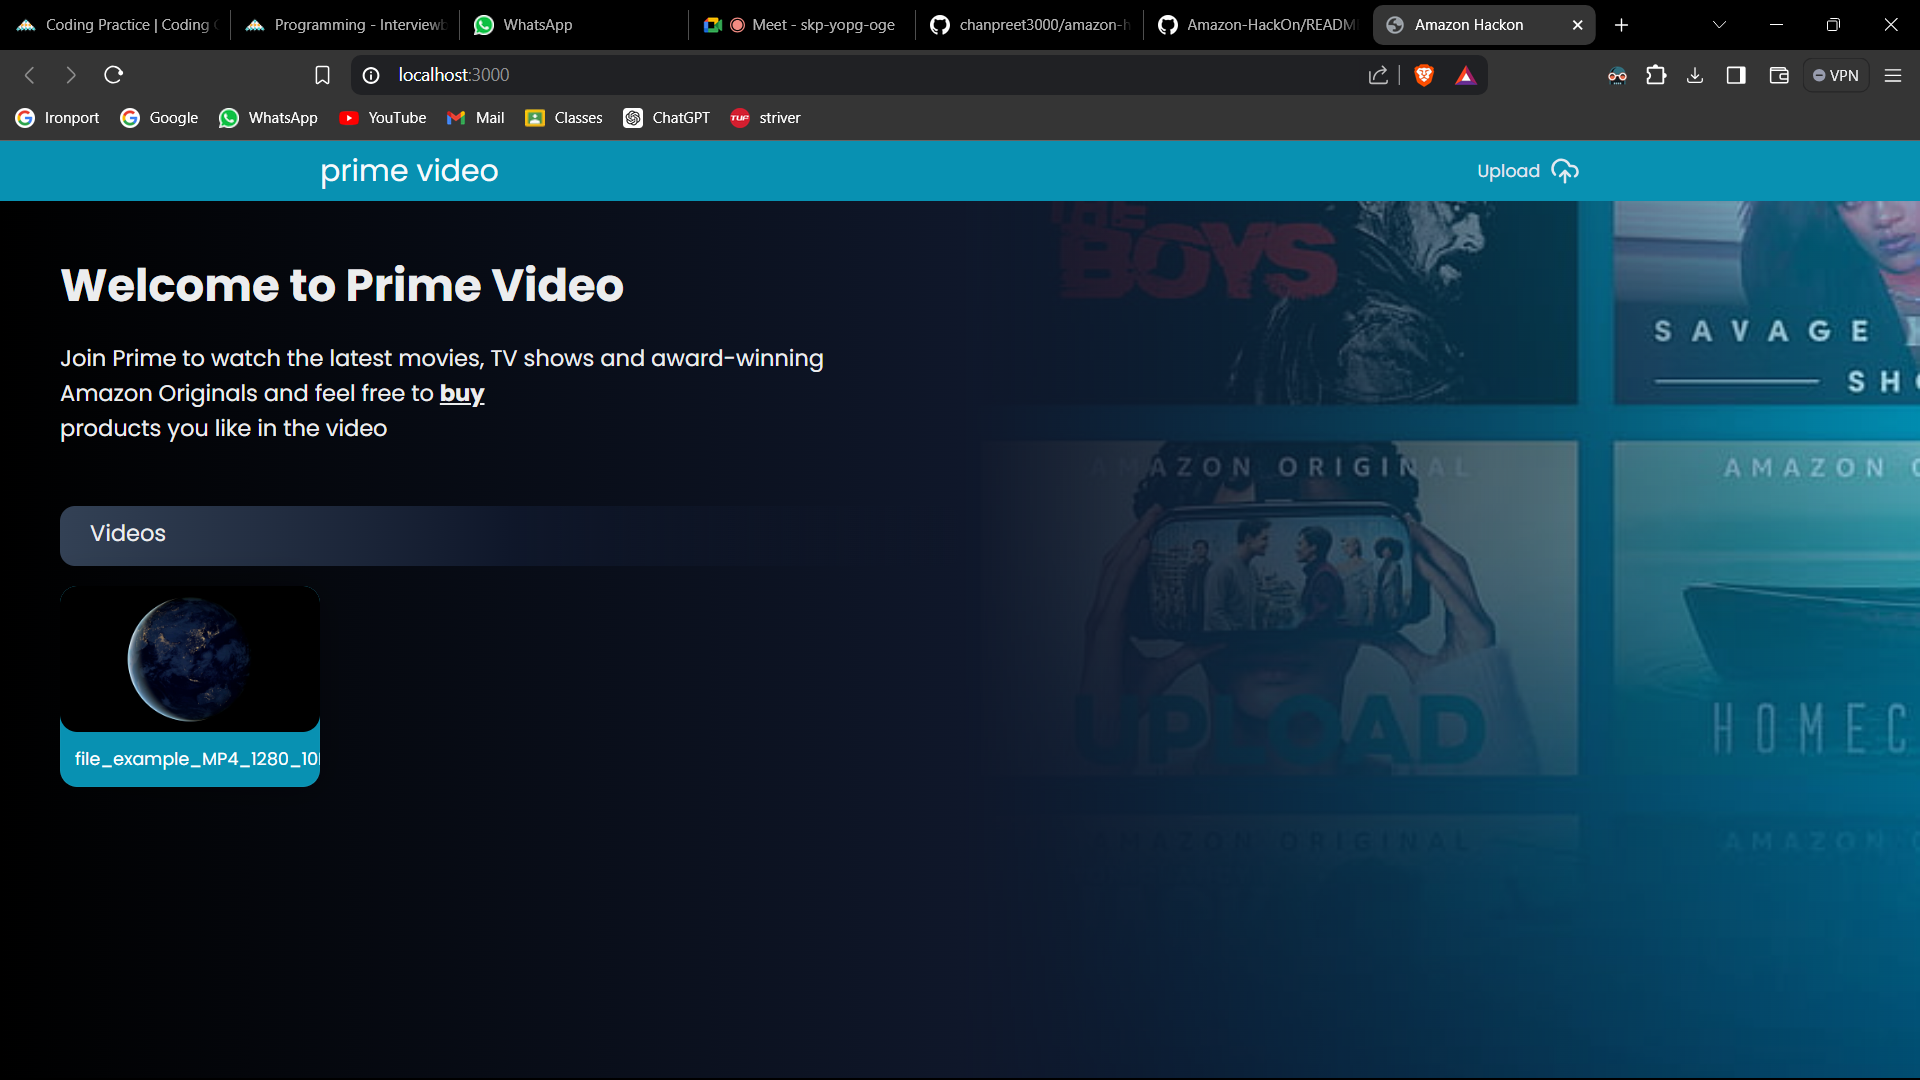 Coding Practice | Coding
Programming - Interviewb
WhatsApp
Meet - skp-yopg-oge
chanpreet3000/amazon-h
Amazon-HackOn/READM
Amazon Hackon
localhost:3000
VPN
Ironport
Google
WhatsApp
YouTube
Mail
Classes
ChatGPT
TUF
striver
prime video
Upload
Welcome to Prime Video
Join Prime to watch the latest movies, TV shows and award-winning
Amazon Originals and feel free to buy
products you like in the video
Videos
file_example_MP4_1280_10
THE
BOYS
SAVAGE
SH
AMAZON ORIGINAL
UPLOAD
AMAZON
HOMEC
AMAZON ORIGINAL
AMAZON